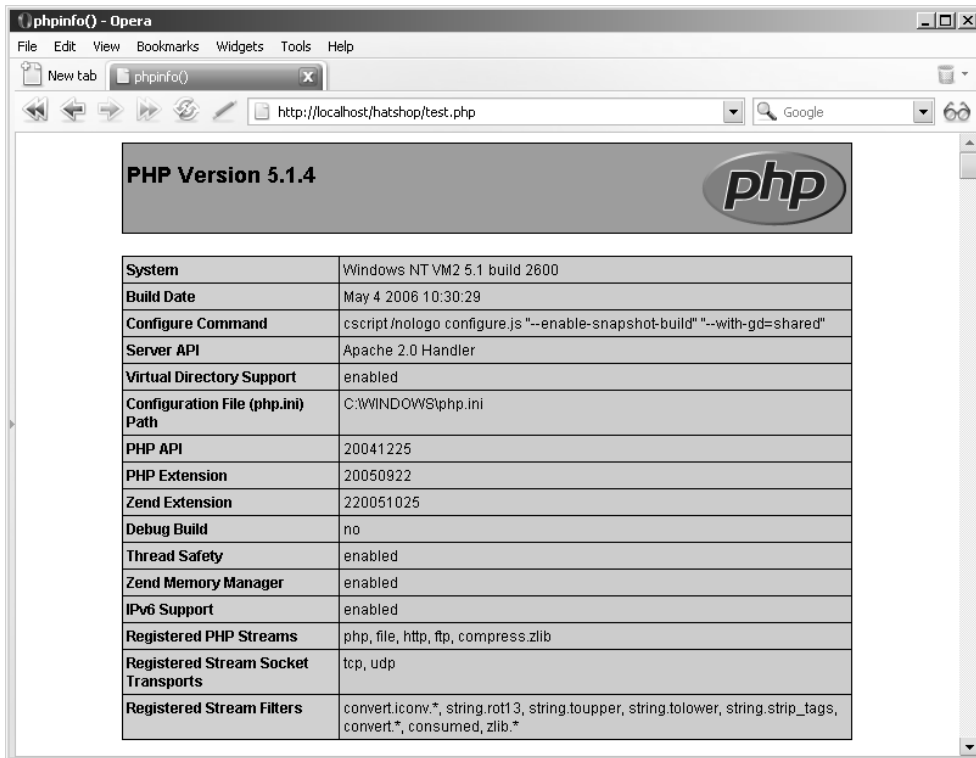 phpinfo() - Opera
File Edit View Bookmarks Widgets Tools Help
New tab phpinfo()
http://localhost/hatshop/test.php Google
PHP Version 5.1.4
php
System Windows NT VM2 5.1 build 2600
Build Date May 4 2006 10:30:29
Configure Command cscript /nologo configure.js "--enable-snapshot-build" "--with-gd=shared"
Server API Apache 2.0 Handler
Virtual Directory Support enabled
Configuration File (php.ini) C:\WINDOWS\php.ini
Path
PHP API 20041225
PHP Extension 20050922
Zend Extension 220051025
Debug Build no
Thread Safety enabled
Zend Memory Manager enabled
IPv6 Support enabled
Registered PHP Streams php, file, http, ftp, compress.zlib
Registered Stream Socket tcp, udp
Transports
Registered Stream Filters convert.iconv.*, string.rot13, string.toupper, string.tolower, string.strip_tags,
convert.*, consumed, zlib.*